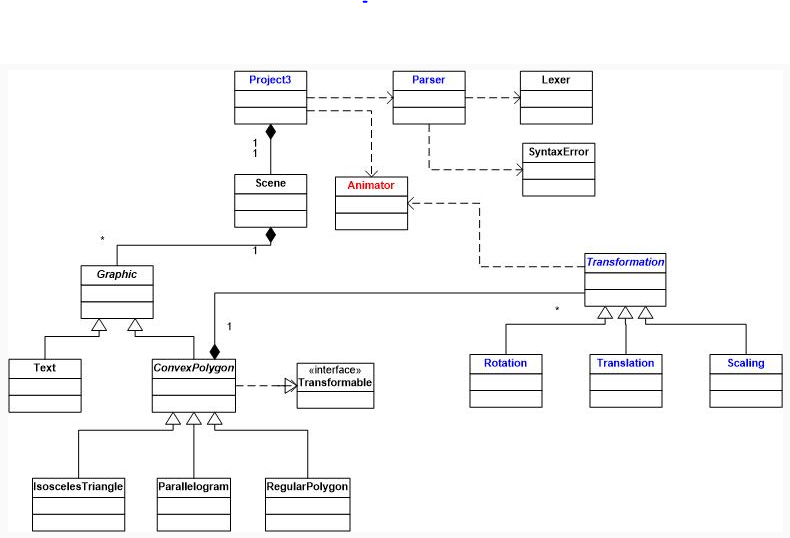 Project3
Parser
Lexer
1
1
SyntaxError
Scene
Animator
*
1
Graphic
Transformation
*
1
Text
ConvexPolygon
«interface»
Transformable
Rotation
Translation
Scaling
IsoscelesTriangle
Parallelogram
RegularPolygon